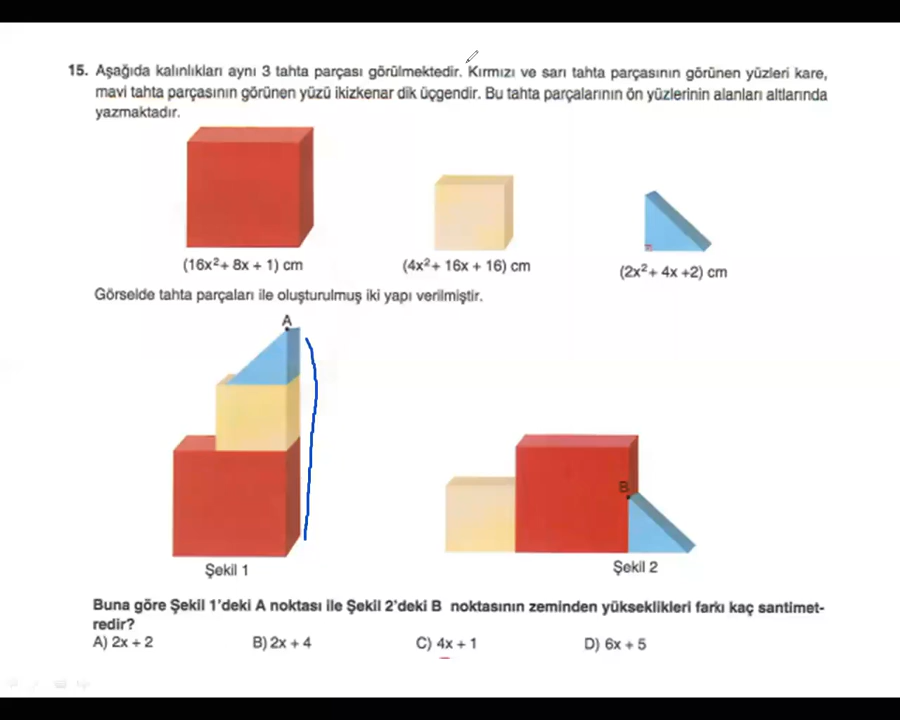 15. Aşağıda kalınlıkları aynı 3 tahta parçası görülmektedir. Kırmızı ve sarı tahta parçasının görünen yüzleri kare,
mavi tahta parçasının görünen yüzü ikizkenar dik üçgendir. Bu tahta parçalarının ön yüzlerinin alanları altlarında
yazmaktadır.
(16x²+ 8x + 1) cm
(4x²+ 16x + 16) cm
(2x²+ 4x +2) cm
Görselde tahta parçaları ile oluşturulmuş iki yapı verilmiştir.
A
B
Şekil 1
Şekil 2
Buna göre Şekil 1'deki A noktası ile Şekil 2'deki B noktasının zeminden yükseklikleri farkı kaç santimet-
redir?
A) 2x + 2 B) 2x + 4 C) 4x + 1 D) 6x + 5